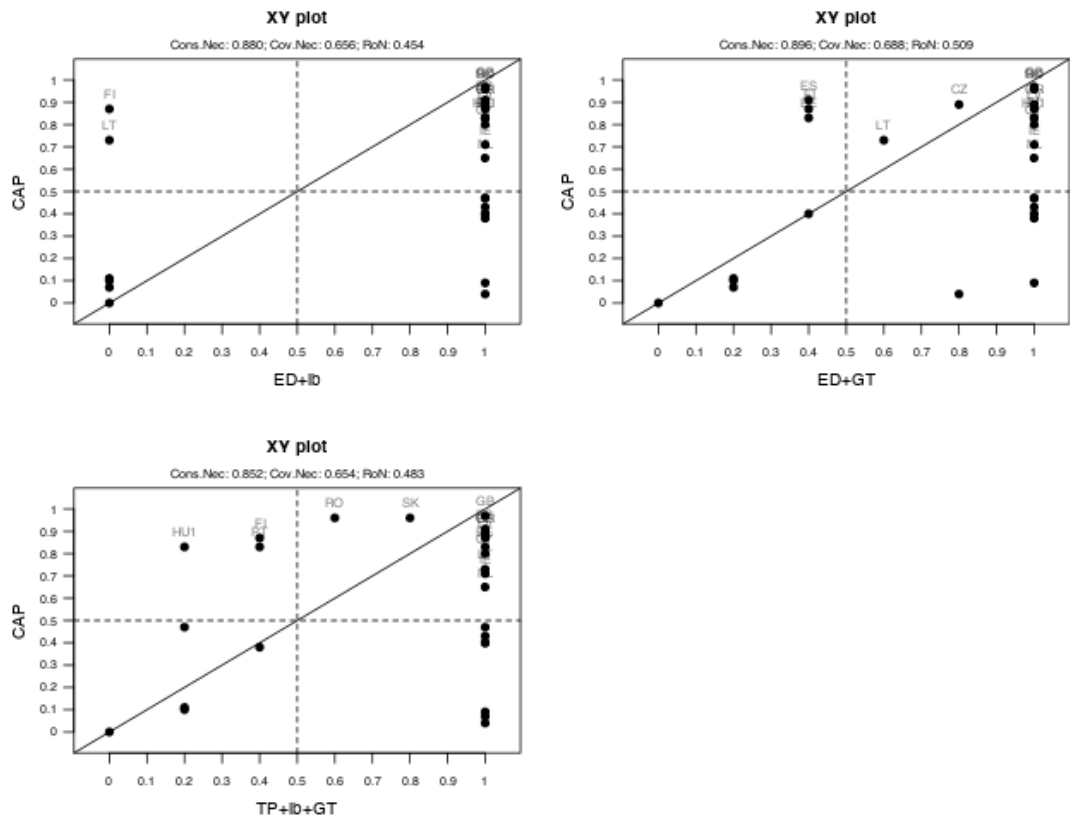 XY plot
Cons.Nec: 0.880; Cov.Nec: 0.656; RoN: 0.454
CAP
1
0.9
0.8
0.7
0.6
0.5
0.4
0.3
0.2
0.1
0
FI
LT
0 0.1 0.2 0.3 0.4 0.5 0.6 0.7 0.8 0.9 1
ED+lb
XY plot
Cons.Nec: 0.896; Cov.Nec: 0.688; RoN: 0.509
CAP
1
0.9
0.8
0.7
0.6
0.5
0.4
0.3
0.2
0.1
0
ES
LT
CZ
0 0.1 0.2 0.3 0.4 0.5 0.6 0.7 0.8 0.9 1
ED+GT
XY plot
Cons.Nec: 0.852; Cov.Nec: 0.654; RoN: 0.483
CAP
1
0.9
0.8
0.7
0.6
0.5
0.4
0.3
0.2
0.1
0
HU1
RO
SK
GB
0 0.1 0.2 0.3 0.4 0.5 0.6 0.7 0.8 0.9 1
TP+lb+GT